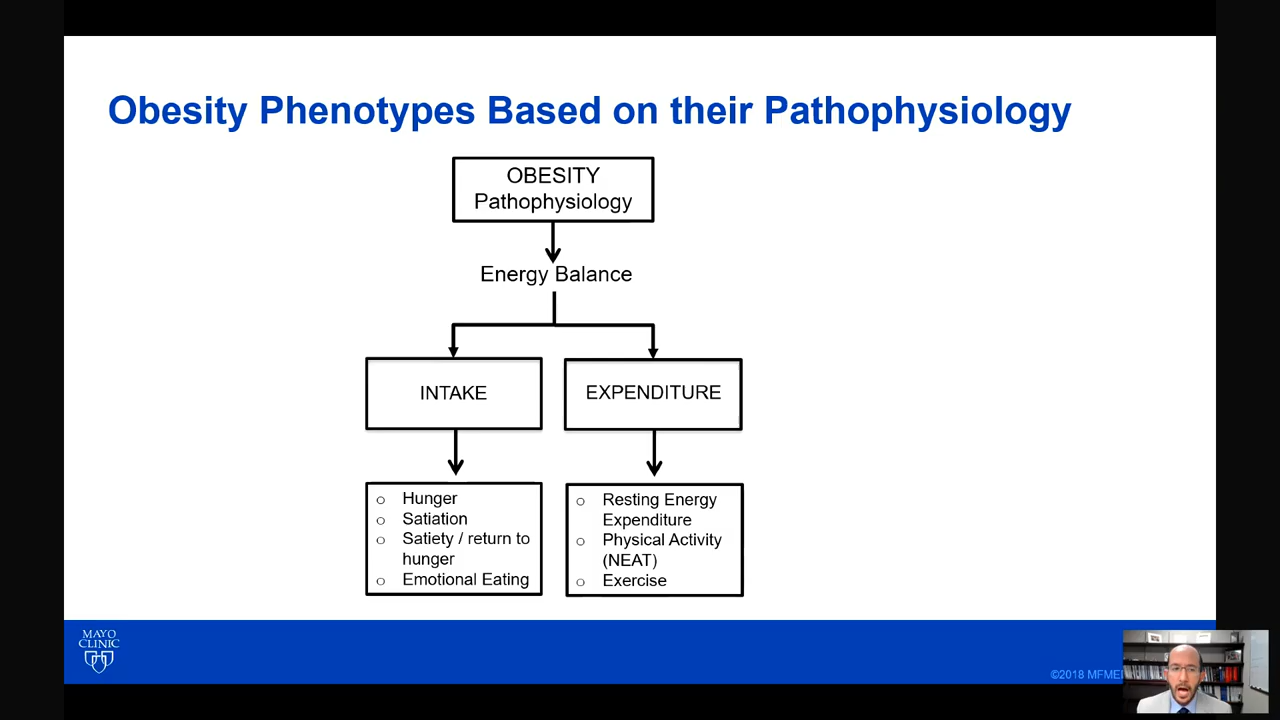 Obesity Phenotypes Based on their Pathophysiology
OBESITY
Pathophysiology
Energy Balance
INTAKE
EXPENDITURE
o Hunger
o Satiation
o Satiety / return to
hunger
o Emotional Eating
o Resting Energy
Expenditure
o Physical Activity
(NEAT)
o Exercise
MAYO
CLINIC
©2018